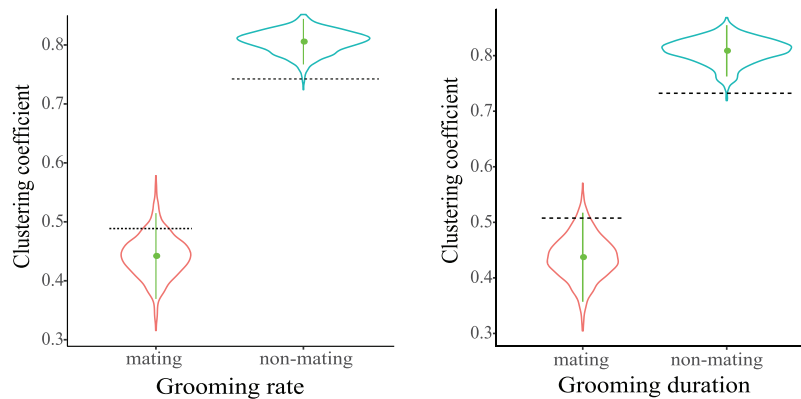 Clustering coefficient
0.8
0.7
0.6
0.5
0.4
0.3
mating
non-mating
Grooming rate
Clustering coefficient
0.8
0.7
0.6
0.5
0.4
0.3
mating
non-mating
Grooming duration